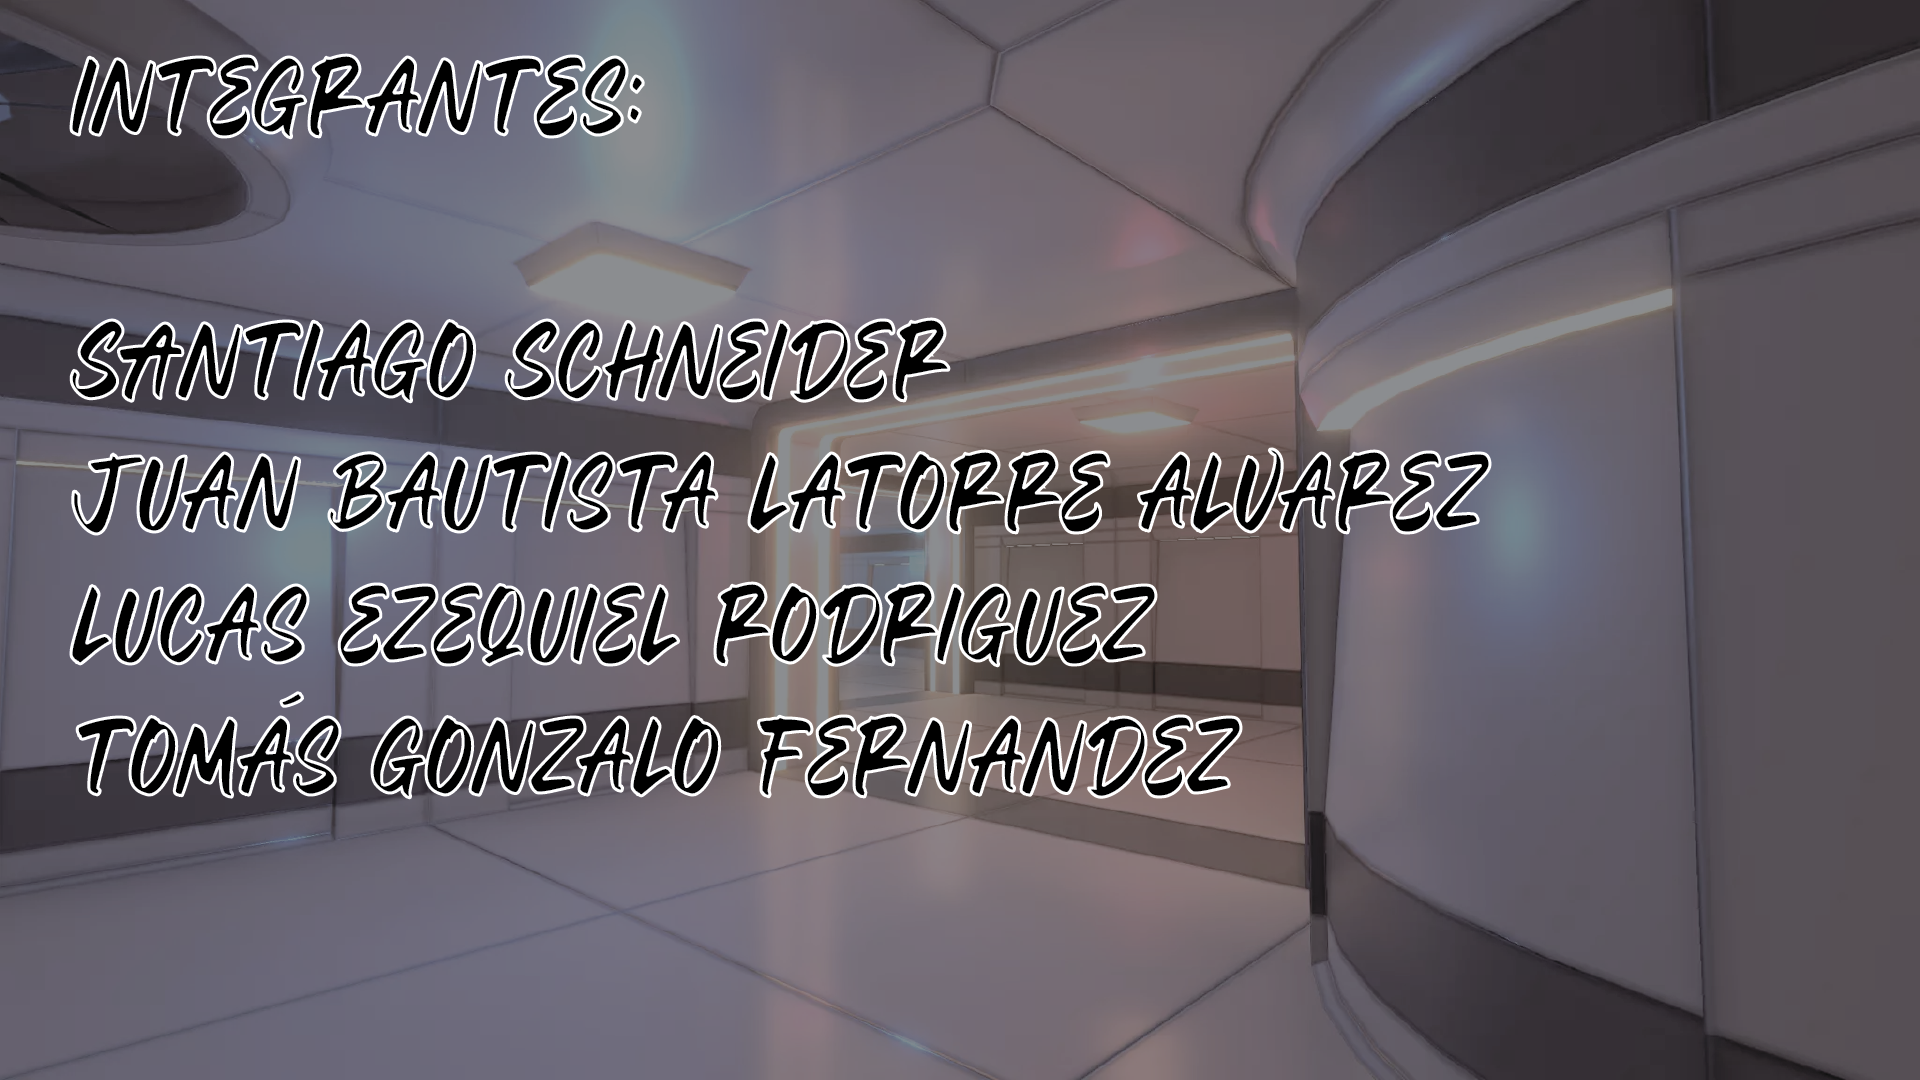 INTEGRANTES:
SANTIAGO SCHNEIDER
JUAN BAUTISTA LATORRE ALVAREZ
LUCAS EZEQUIEL RODRIGUEZ
TOMÁS GONZALO FERNANDEZ